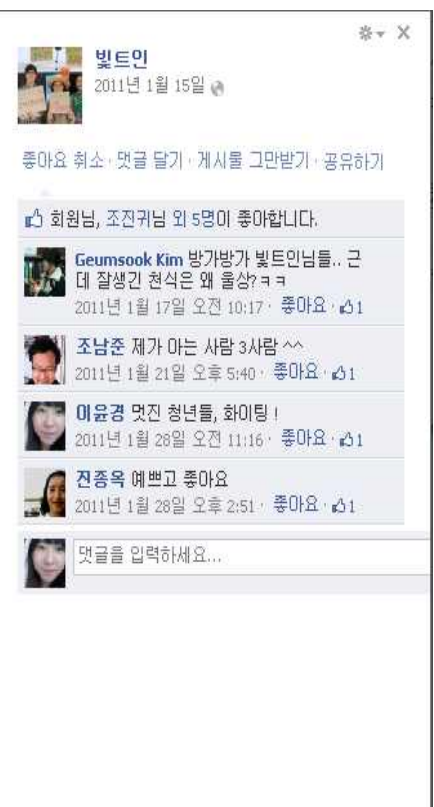 빛트인
2011년 1월 15일
좋아요 취소 · 댓글 달기 · 게시물 그만받기 · 공유하기
회원님, 조진귀님 외 5명이 좋아합니다.
Geumsook Kim 방가방가 빛트인님들.. 근
데 잘생긴 천식은 왜 울상?ㅋㅋ
2011년 1월 17일 오전 10:17 · 좋아요 · 1
조남준 제가 아는 사람 3사람 ^^
2011년 1월 21일 오후 5:40 · 좋아요 · 1
이윤경 멋진 청년들, 화이팅 !
2011년 1월 28일 오전 11:16 · 좋아요 · 1
진종옥 예쁘고 좋아요
2011년 1월 28일 오후 2:51 · 좋아요 · 1
댓글을 입력하세요...